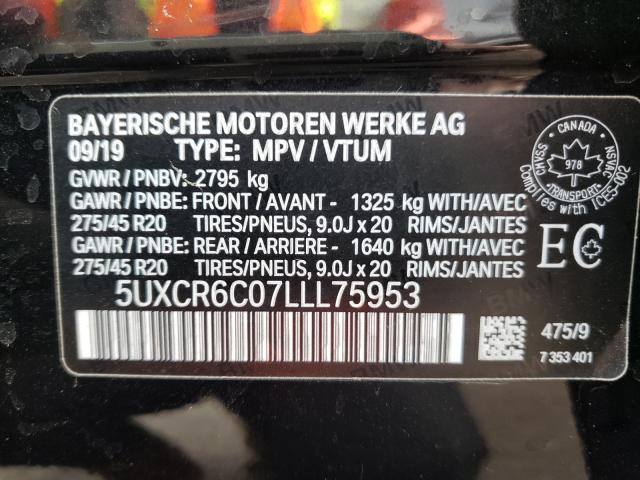 BAYERISCHE MOTOREN WERKE AG
09/19 TYPE: MPV / VTUM
GVWR / PNBV: 2795 kg
GAWR / PNBE: FRONT / AVANT - 1325 kg WITH/AVEC
275/45 R20 TIRES/PNEUS, 9.0J x 20 RIMS/JANTES
GAWR / PNBE: REAR / ARRIERE - 1640 kg WITH/AVEC
275/45 R20 TIRES/PNEUS, 9.0J x 20 RIMS/JANTES
5UXCR6C07LLL75953
475/9
7 353 401
CANADA
CMVSS
NSVAC
978
Complies with / ICES-002
EC